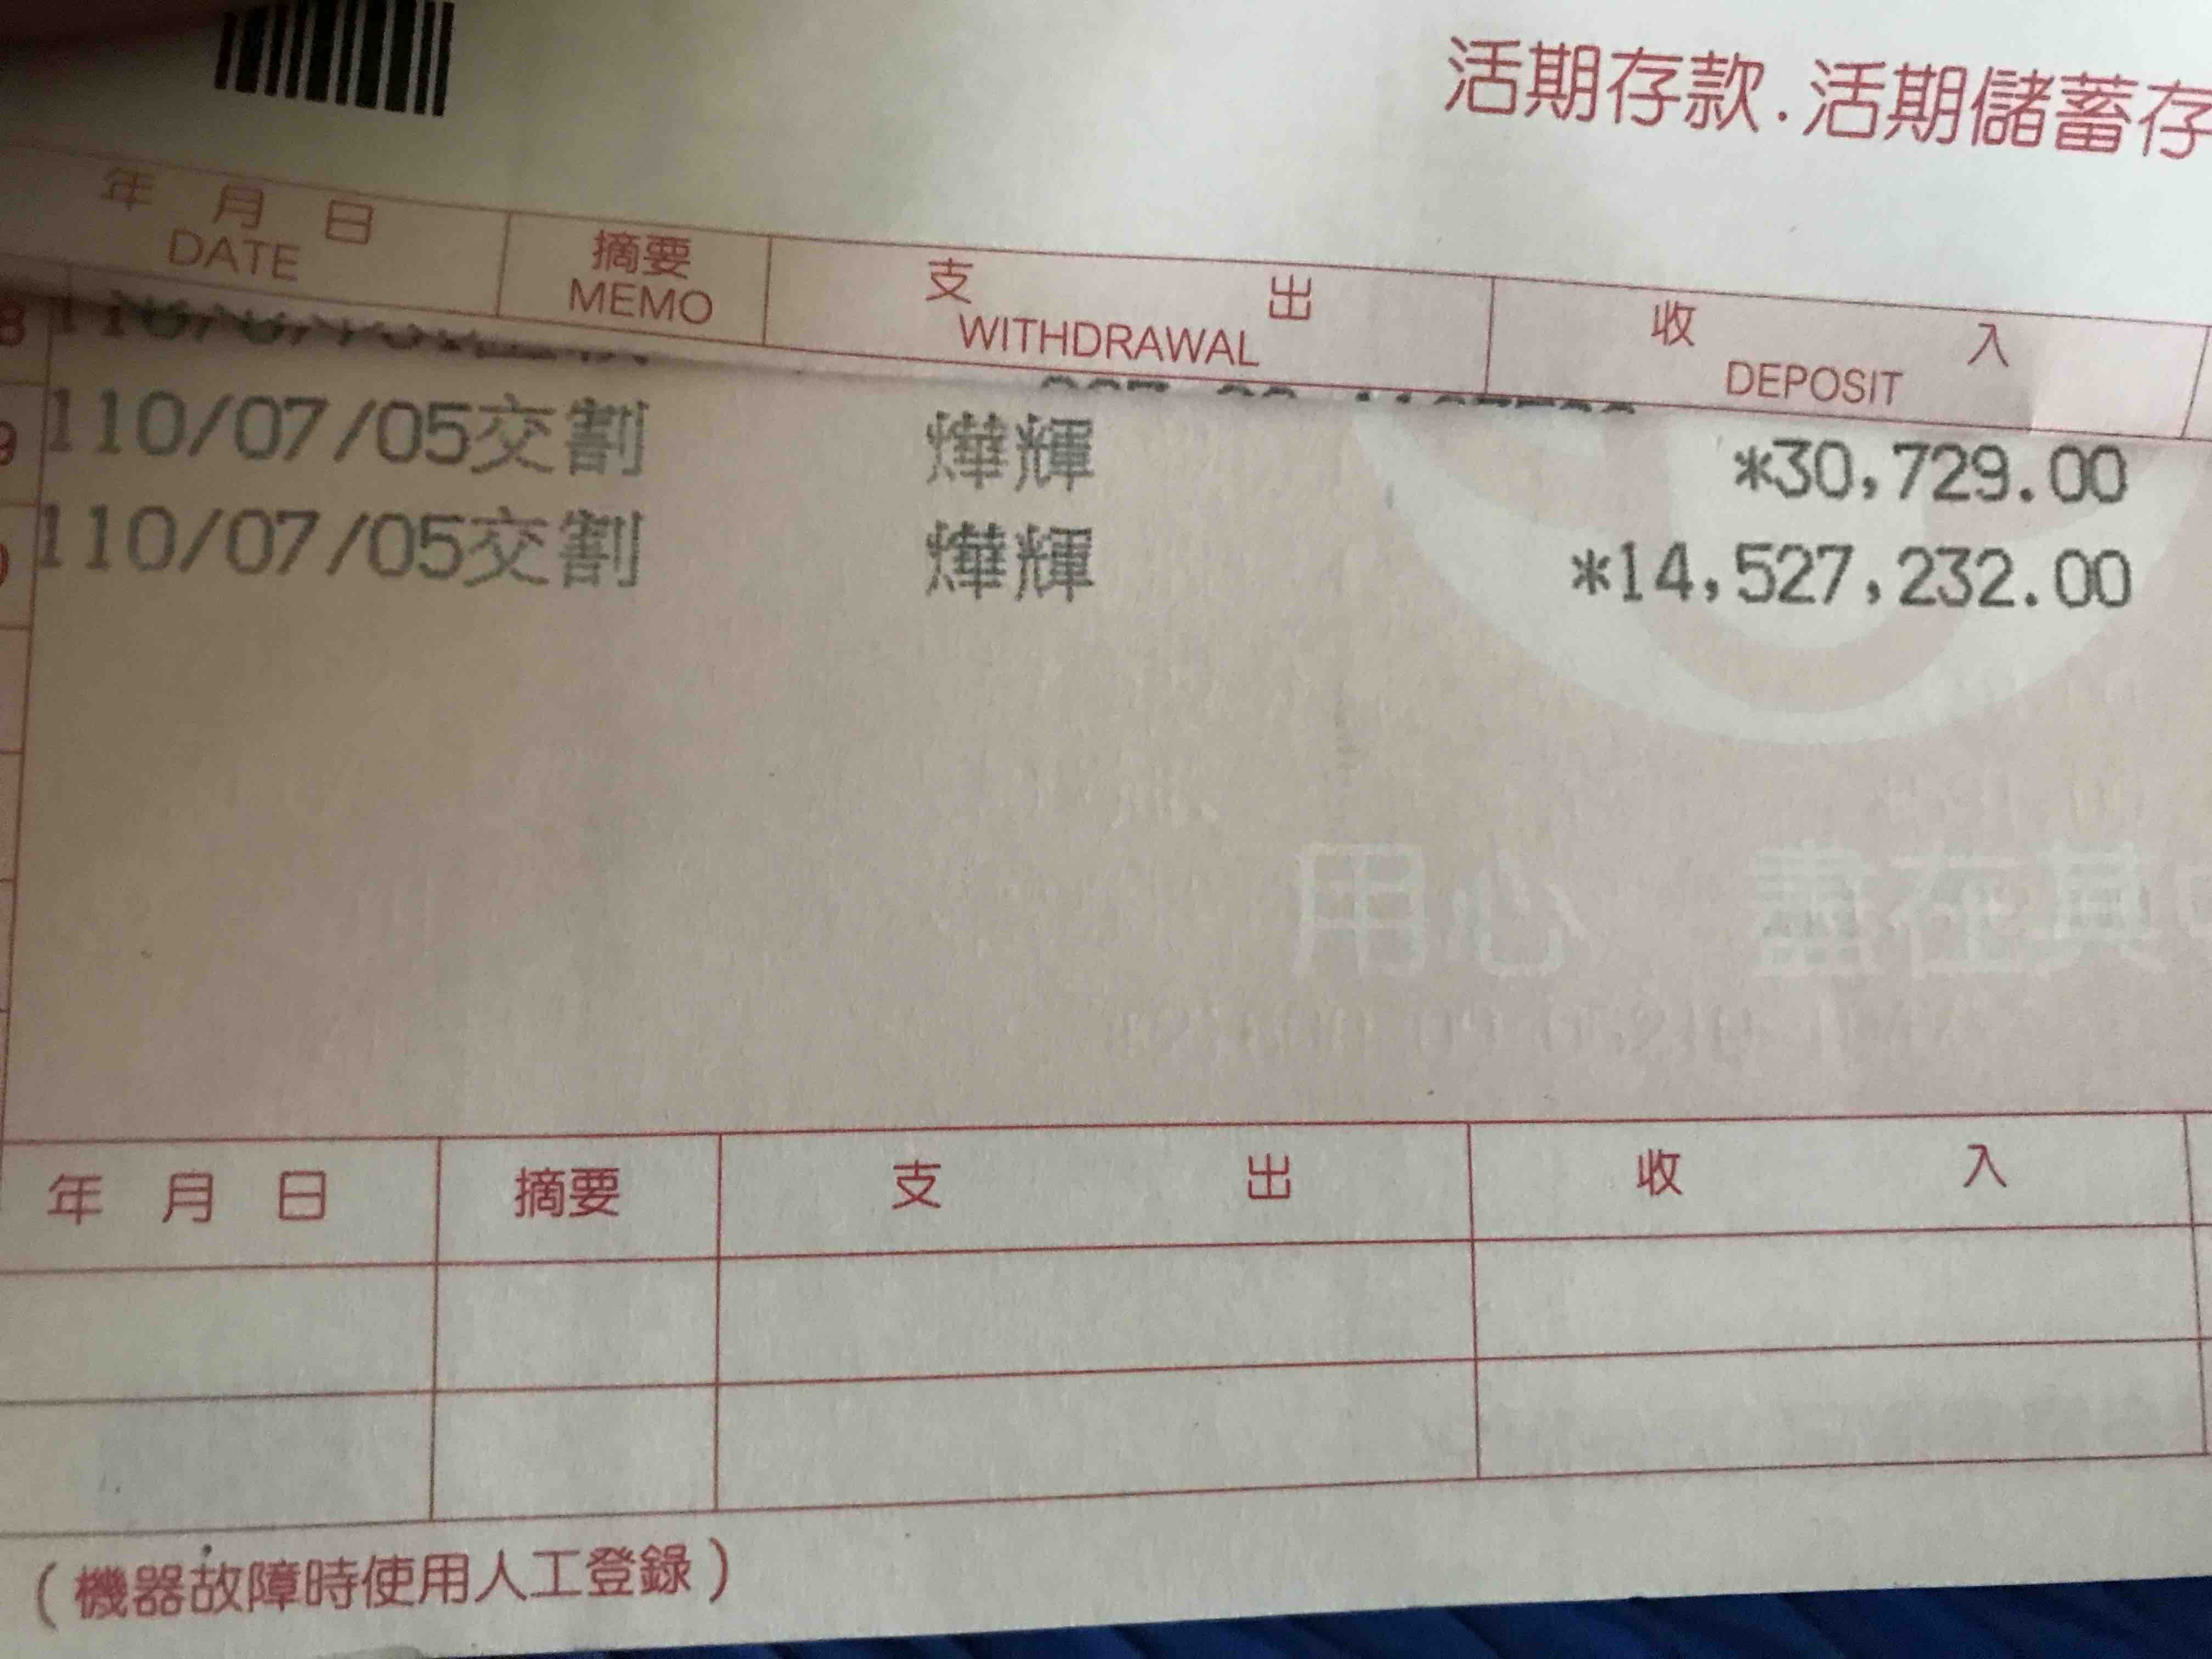 活期存款.活期儲蓄存
年 月 日 摘要 支 出 收 入
DATE MEMO WITHDRAWAL DEPOSIT
110/07/05交割 燁輝 *30,729.00
110/07/05交割 燁輝 *14,527,232.00
年 月 日 摘要 支 出 收 入
(機器故障時使用人工登錄)